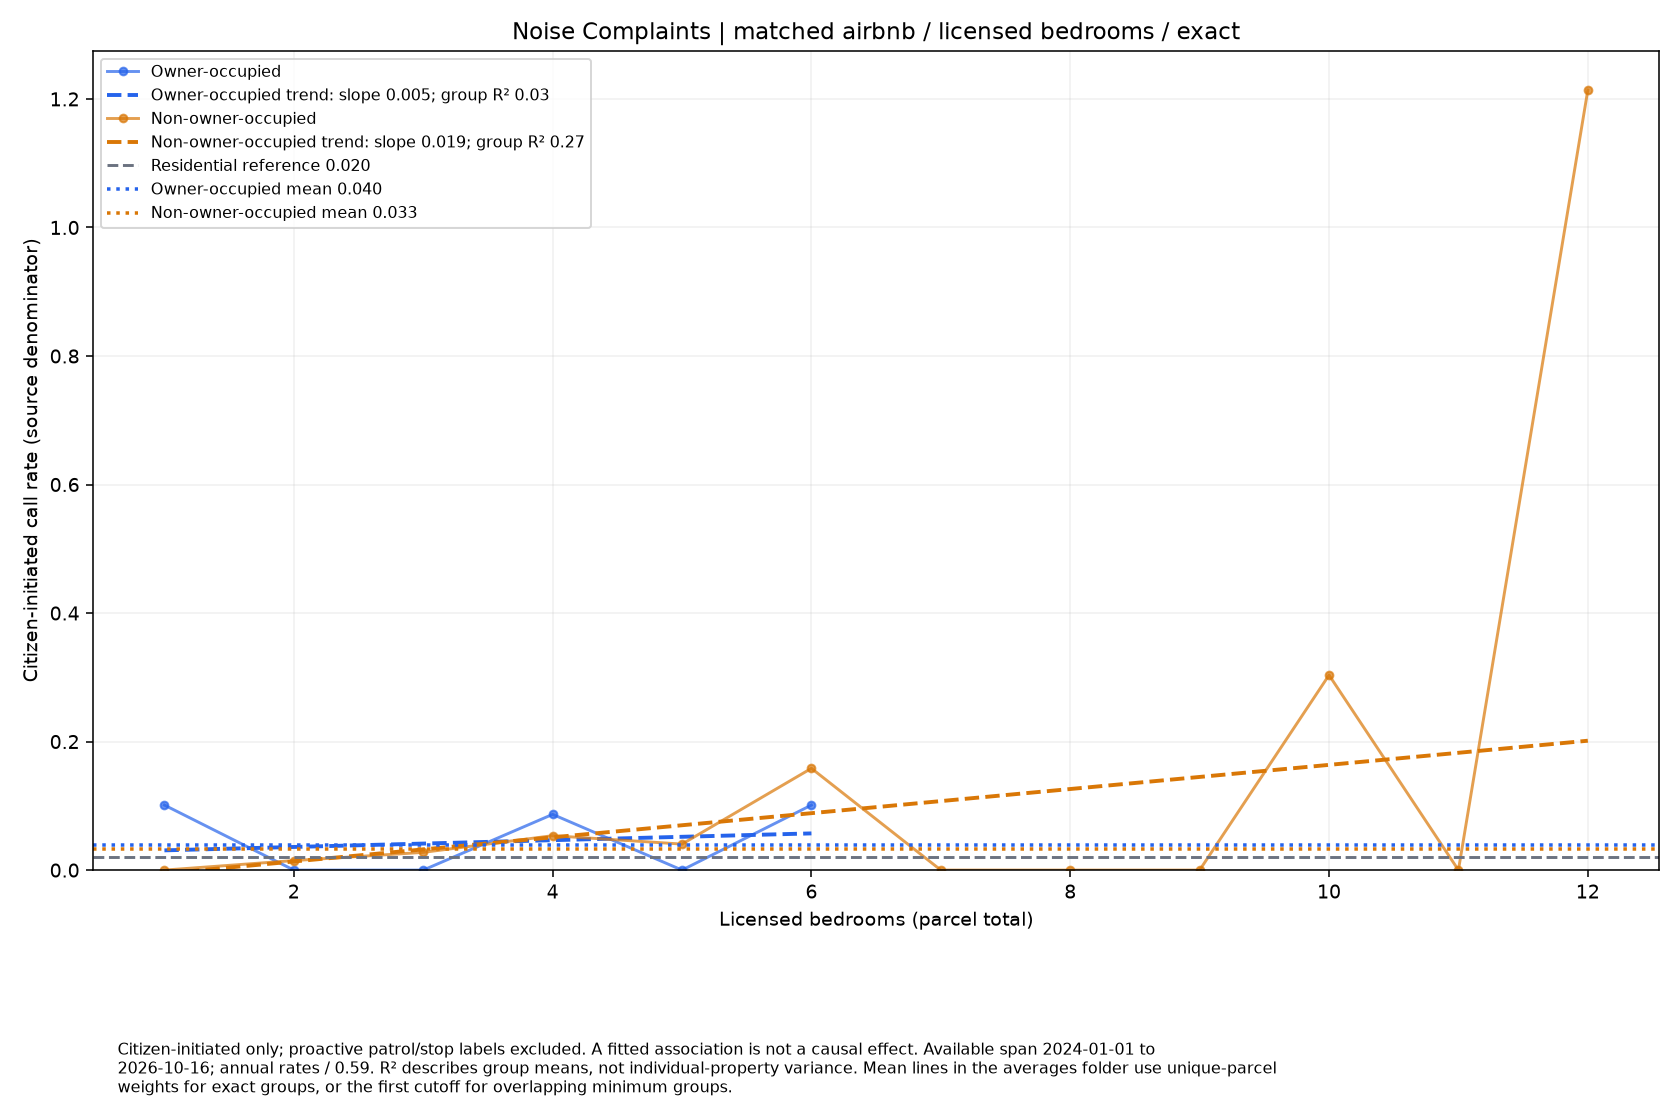 Noise Complaints | matched airbnb / licensed bedrooms / exact
Owner-occupied
Owner-occupied trend: slope 0.005; group R² 0.03
Non-owner-occupied
Non-owner-occupied trend: slope 0.019; group R² 0.27
Residential reference 0.020
Owner-occupied mean 0.040
Non-owner-occupied mean 0.033
Citizen-initiated call rate (source denominator)
1.2
1.0
0.8
0.6
0.4
0.2
0.0
2 4 6 8 10 12
Licensed bedrooms (parcel total)
Citizen-initiated only; proactive patrol/stop labels excluded. A fitted association is not a causal effect. Available span 2024-01-01 to
2026-10-16; annual rates / 0.59. R² describes group means, not individual-property variance. Mean lines in the averages folder use unique-parcel
weights for exact groups, or the first cutoff for overlapping minimum groups.